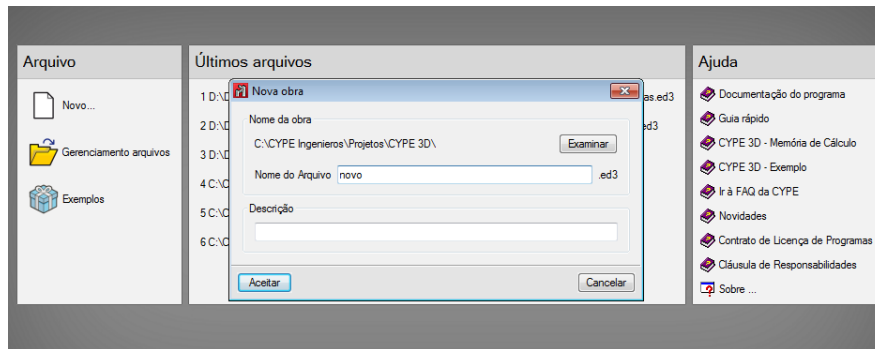 Arquivo
Novo...
Gerenciamento arquivos
Exemplos
Últimos arquivos
1 D:\D
as.ed3
2 D:\D
ed3
3 D:\D
4 C:\C
5 C:\C
6 C:\C
Nova obra
Nome da obra
C:\CYPE Ingenieros\Projetos\CYPE 3D\
Examinar
Nome do Arquivo novo .ed3
Descrição
Aceitar
Cancelar
Ajuda
Documentação do programa
Guia rápido
CYPE 3D - Memória de Cálculo
CYPE 3D - Exemplo
Ir à FAQ da CYPE
Novidades
Contrato de Licença de Programas
Cláusula de Responsabilidades
Sobre ...